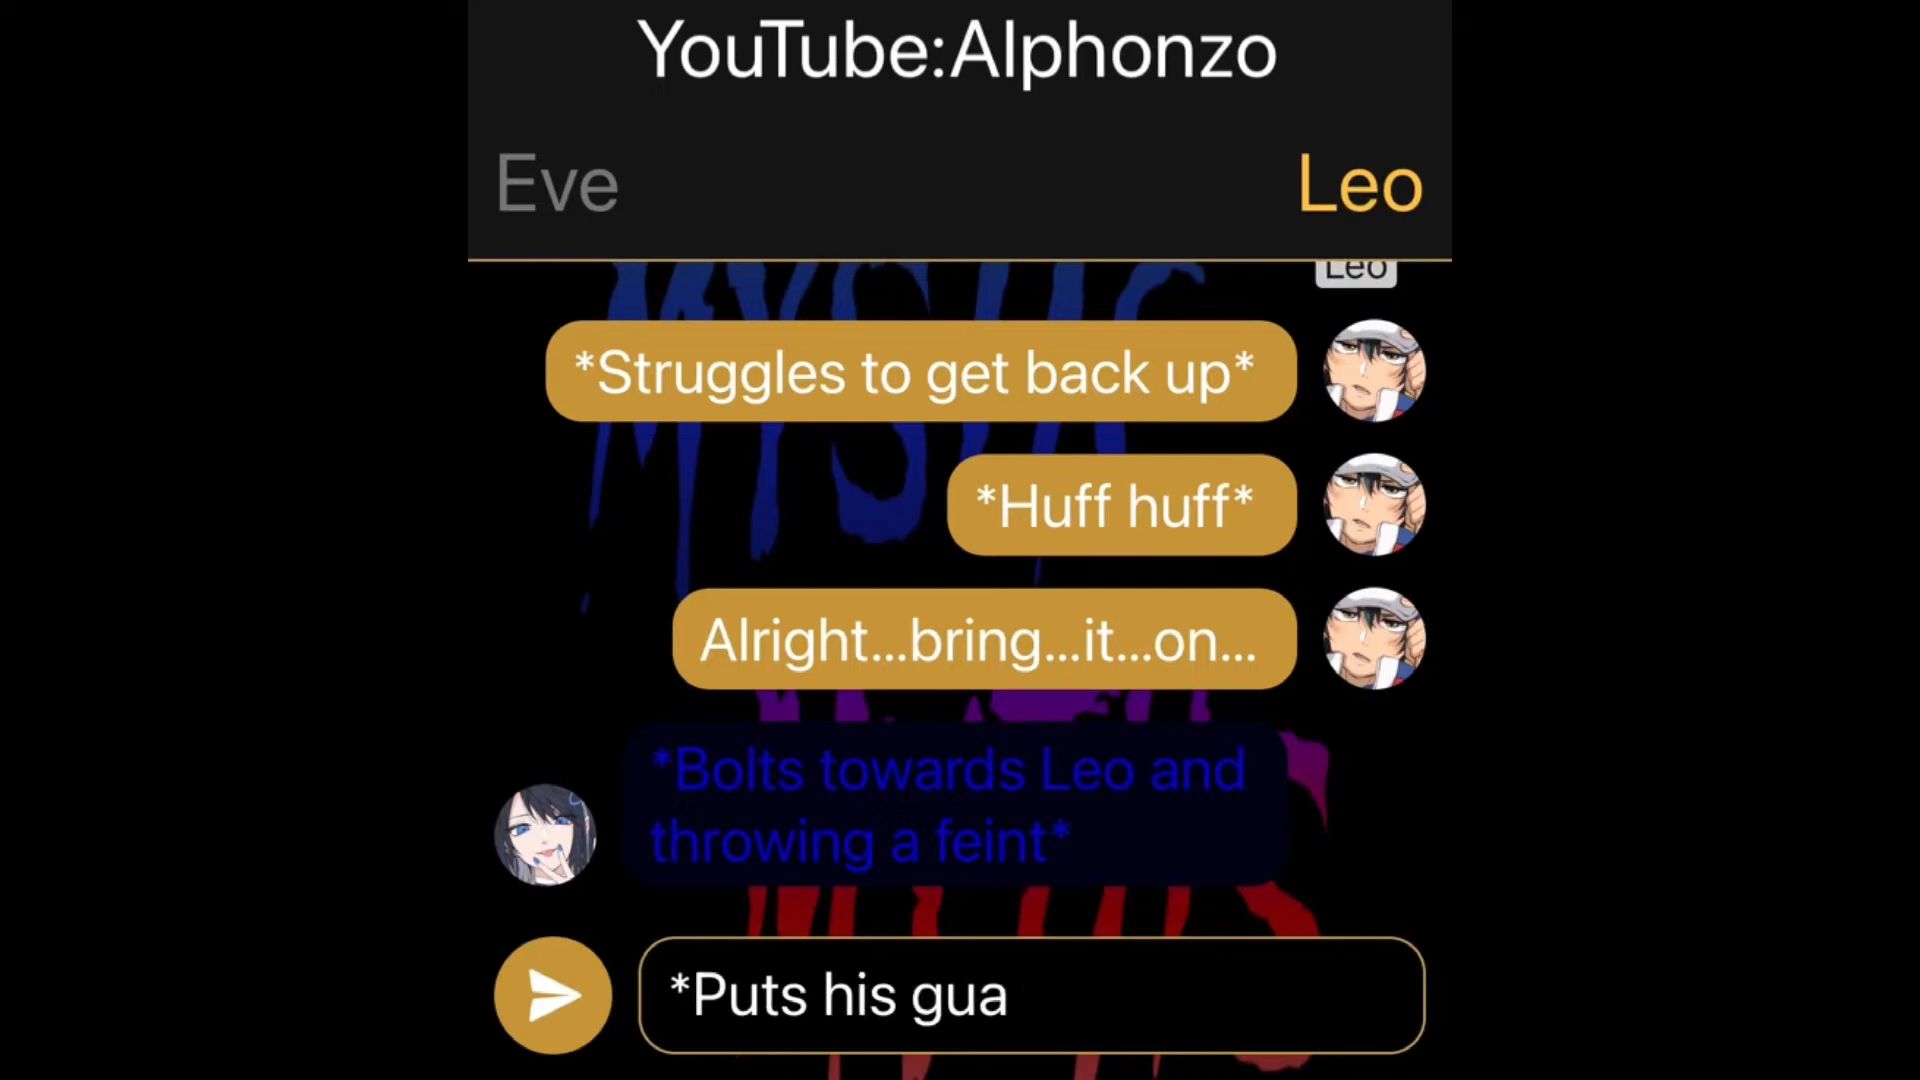 YouTube:Alphonzo
Eve
Leo
Leo
*Struggles to get back up*
*Huff huff*
Alright...bring...it...on...
*Bolts towards Leo and
throwing a feint*
*Puts his gua